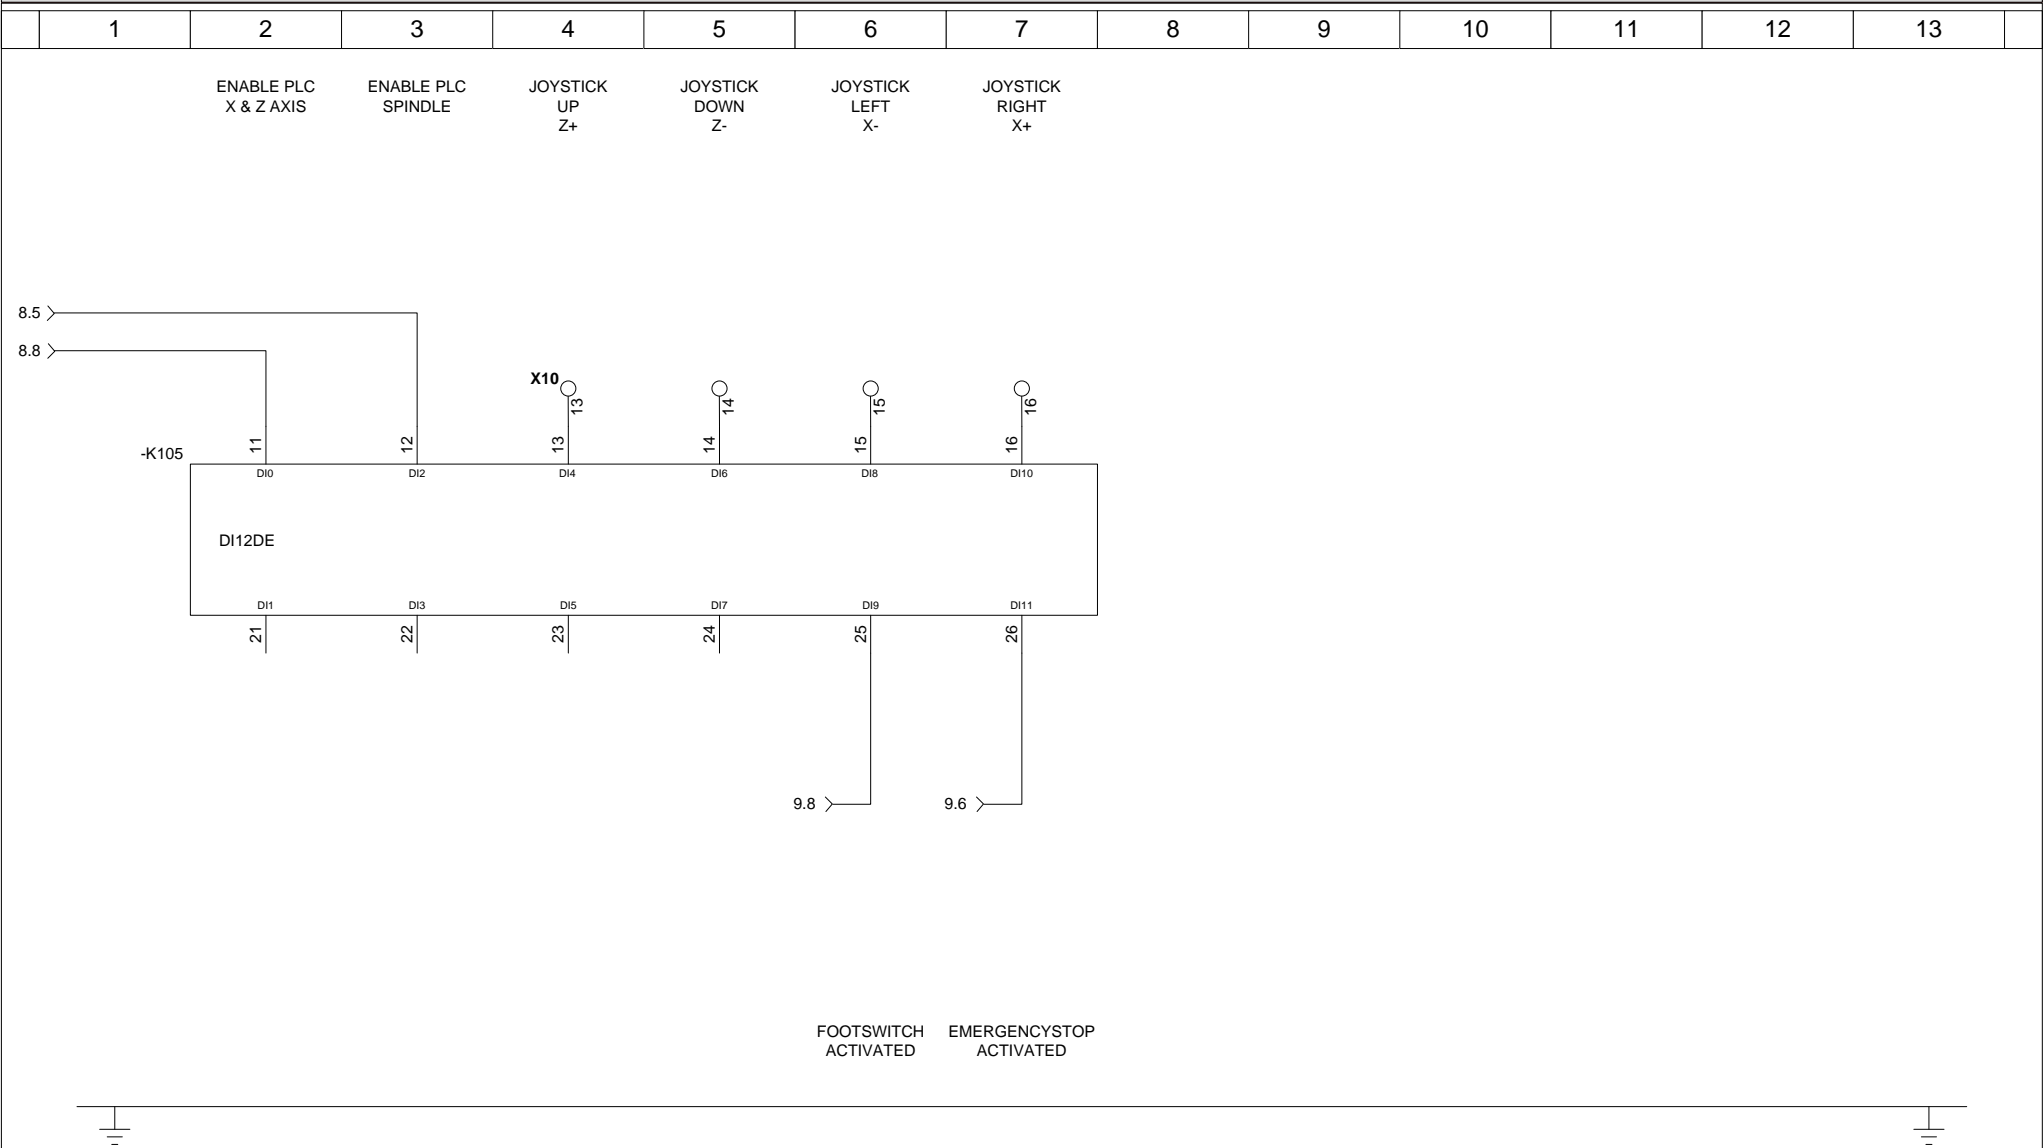 1 2 3 4 5 6 7 8 9 10 11 12 13
ENABLE PLC
X & Z AXIS
ENABLE PLC
SPINDLE
JOYSTICK
UP
Z+
JOYSTICK
DOWN
Z-
JOYSTICK
LEFT
X-
JOYSTICK
RIGHT
X+
8.5
8.8
X10
13 14 15 16
11 12 13 14 15 16
-K105
DI0 DI2 DI4 DI6 DI8 DI10
DI12DE
DI1 DI3 DI5 DI7 DI9 DI11
21 22 23 24 25 26
9.8 9.6
FOOTSWITCH
ACTIVATED
EMERGENCYSTOP
ACTIVATED